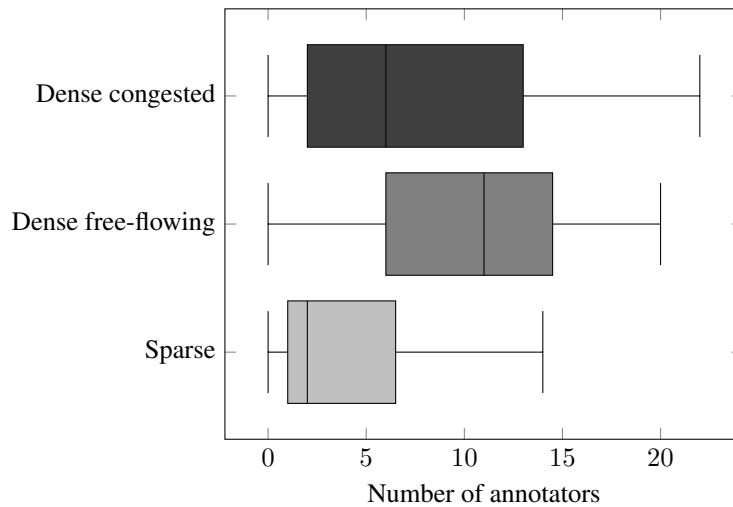 Dense congested
Dense free-flowing
Sparse
0 5 10 15 20
Number of annotators